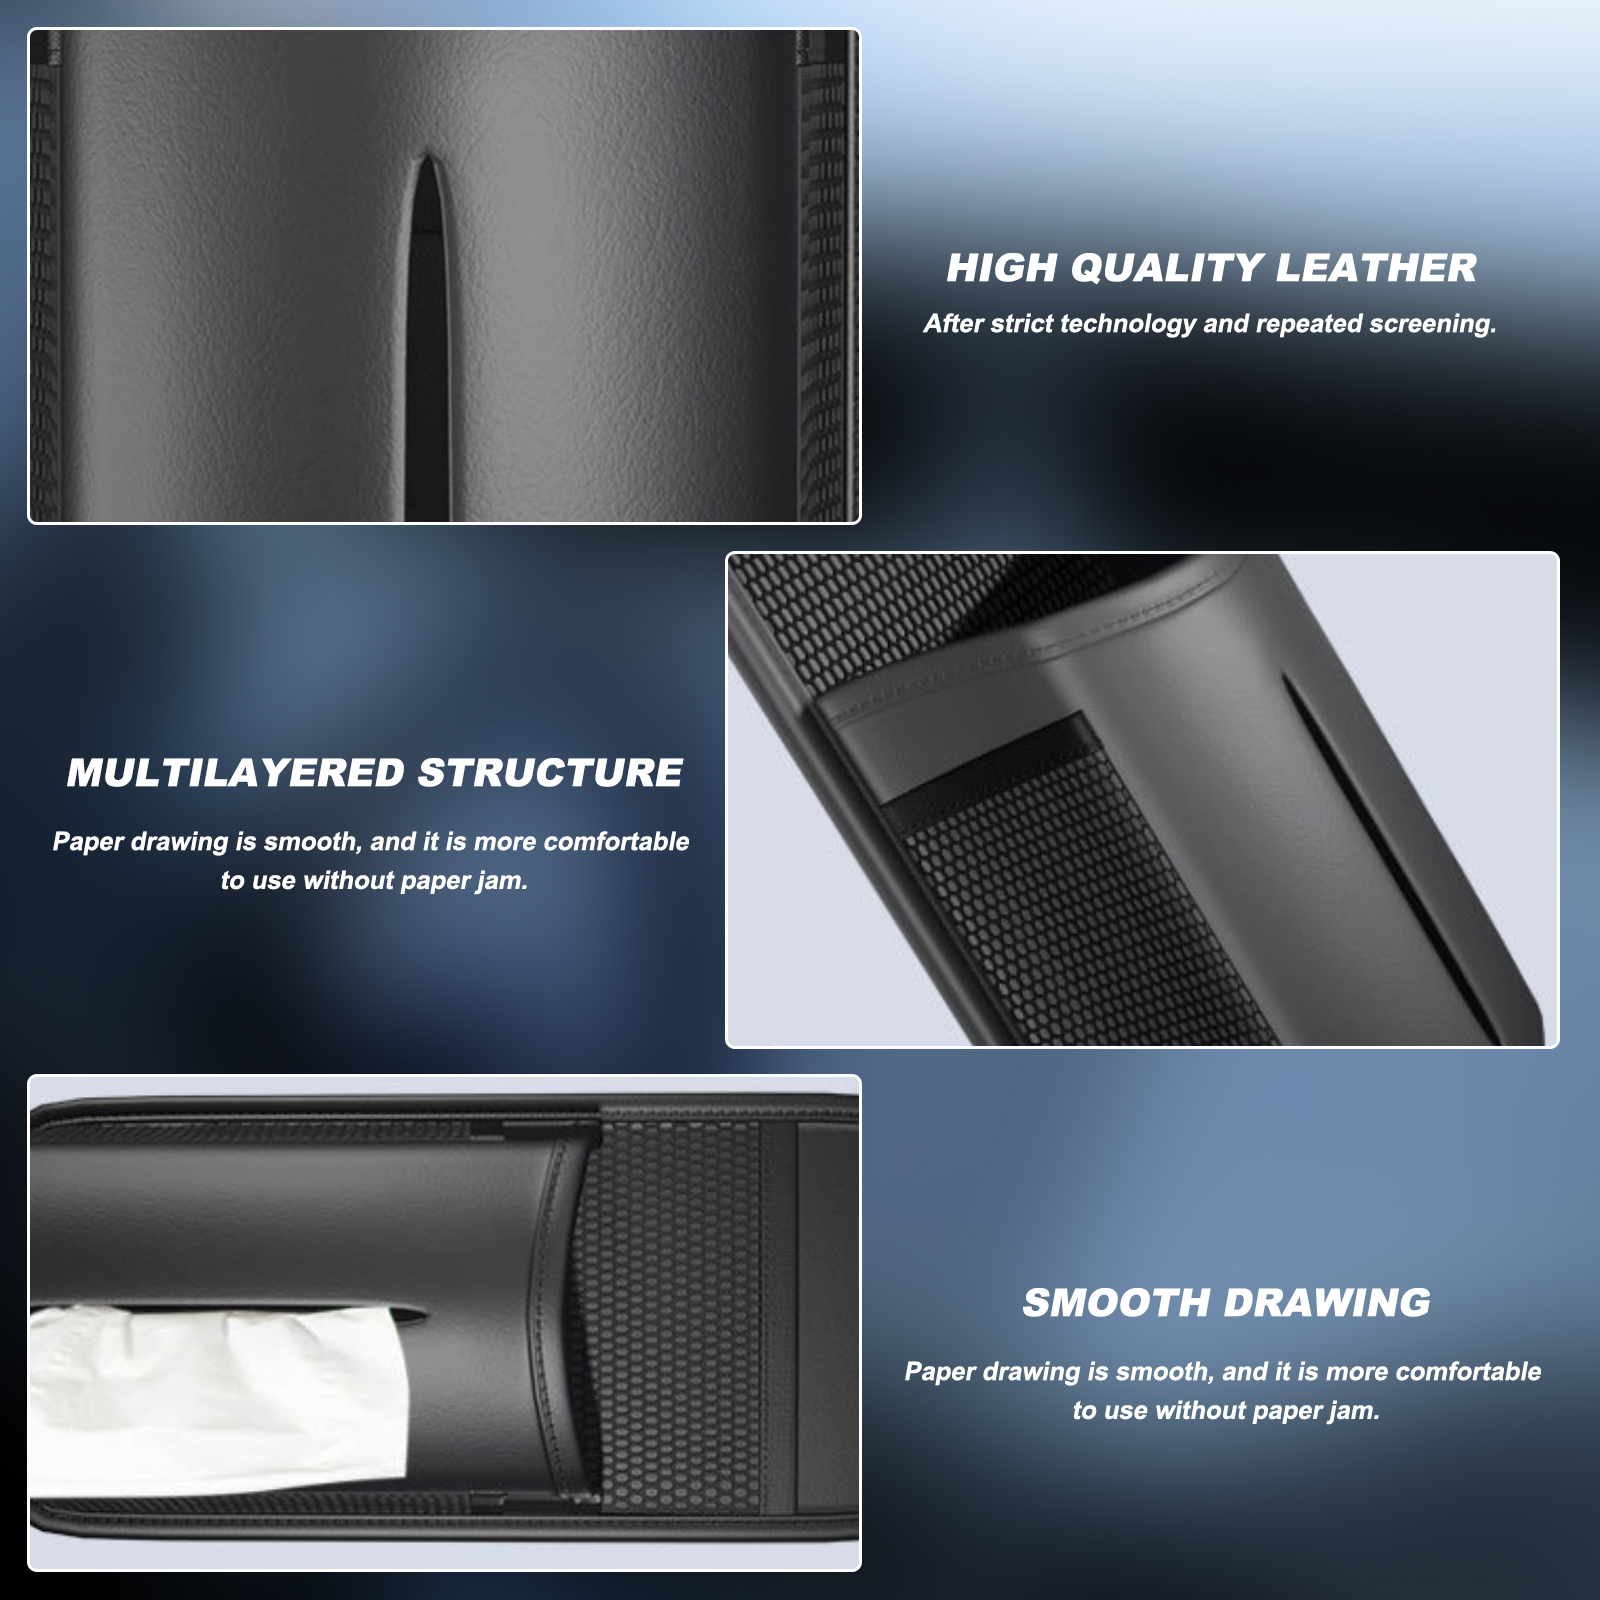 HIGH QUALITY LEATHER
After strict technology and repeated screening.
MULTILAYERED STRUCTURE
Paper drawing is smooth, and it is more comfortable
to use without paper jam.
SMOOTH DRAWING
Paper drawing is smooth, and it is more comfortable
to use without paper jam.